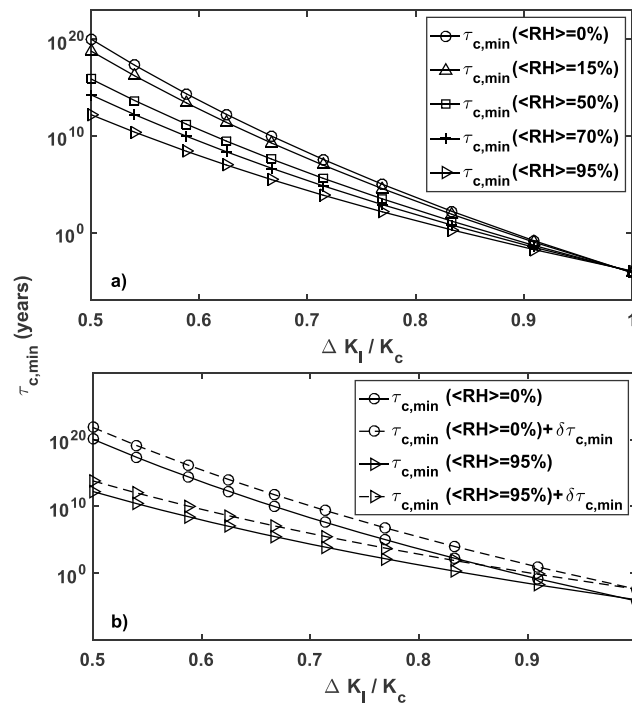 10^20
10^10
10^0
τc,min(<RH>=0%)
τc,min(<RH>=15%)
τc,min(<RH>=50%)
τc,min(<RH>=70%)
τc,min(<RH>=95%)
a)
0.5 0.6 0.7 0.8 0.9 1
Δ KI / Kc
τc,min (years)
10^20
10^10
10^0
τc,min (<RH>=0%)
τc,min (<RH>=0%)+ δτc,min
τc,min (<RH>=95%)
τc,min (<RH>=95%)+ δτc,min
b)
0.5 0.6 0.7 0.8 0.9 1
Δ KI / Kc